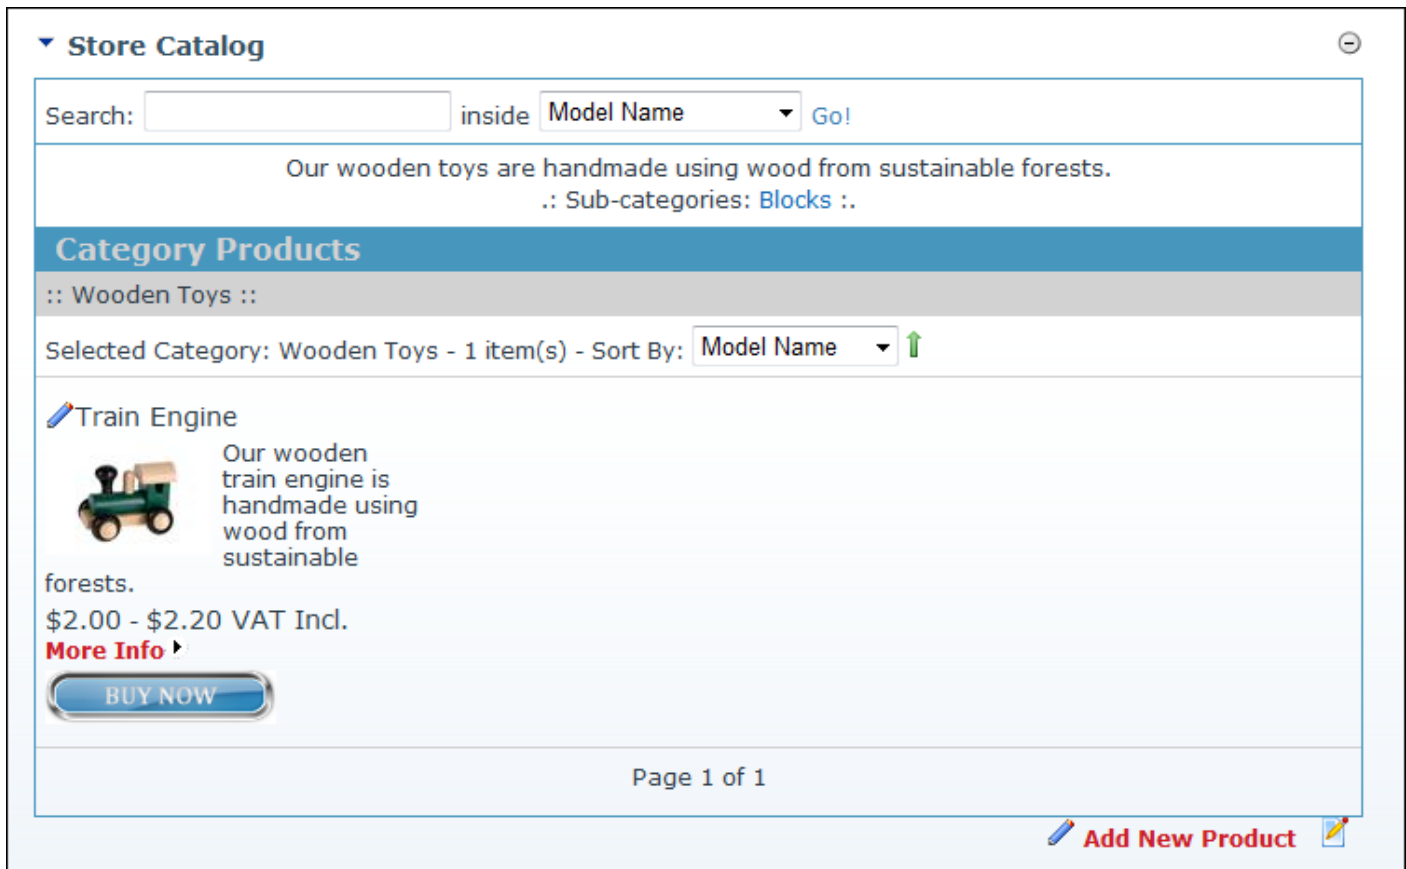 Store Catalog
Search: inside Model Name Go!
Our wooden toys are handmade using wood from sustainable forests.
.: Sub-categories: Blocks :.
Category Products
:: Wooden Toys ::
Selected Category: Wooden Toys - 1 item(s) - Sort By: Model Name
Train Engine
Our wooden
train engine is
handmade using
wood from
sustainable
forests.
$2.00 - $2.20 VAT Incl.
More Info
BUY NOW
Page 1 of 1
Add New Product